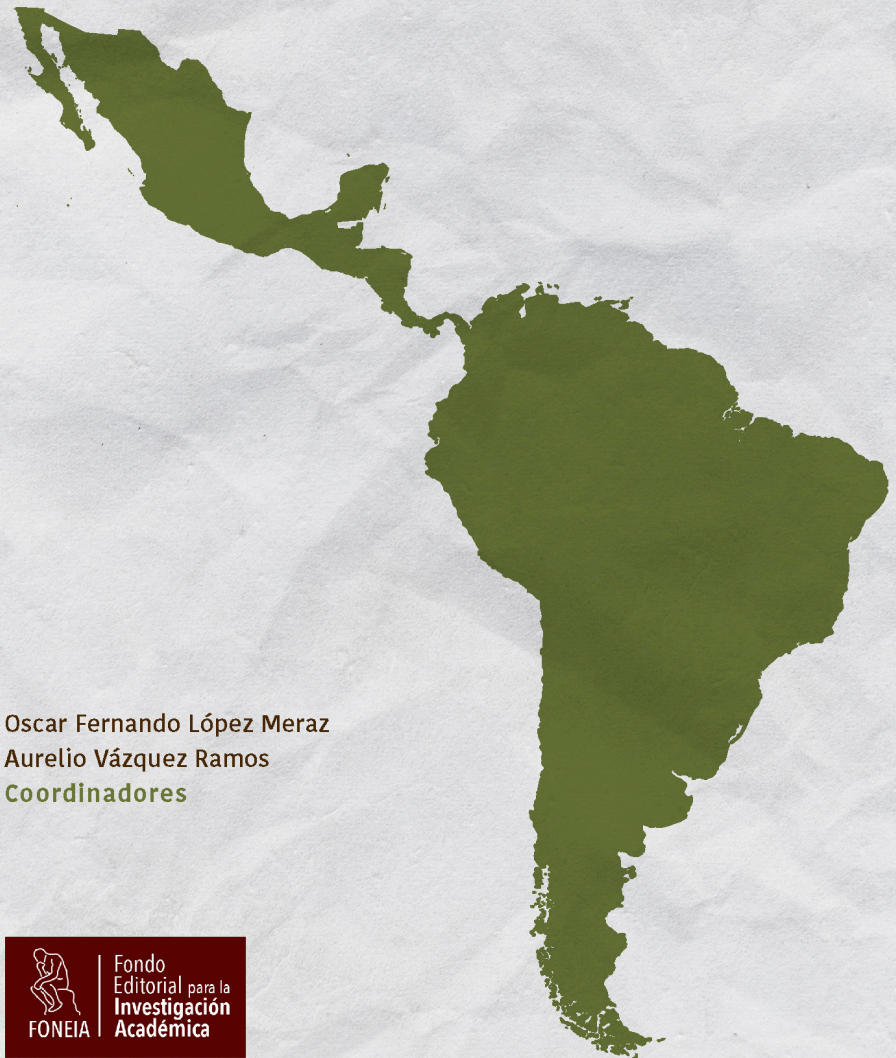 Oscar Fernando López Meraz
Aurelio Vázquez Ramos
Coordinadores
FONEIA
Fondo
Editorial para la
Investigación
Académica